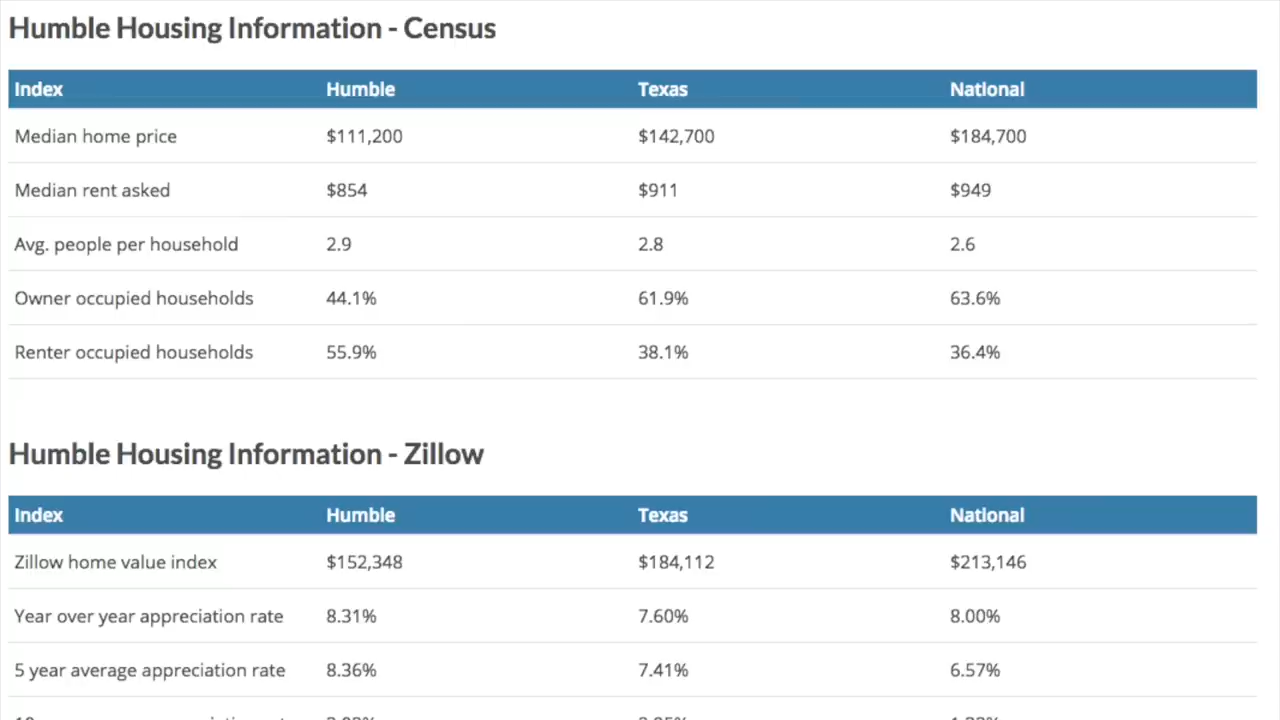 Humble Housing Information - Census
Index Humble Texas National
Median home price $111,200 $142,700 $184,700
Median rent asked $854 $911 $949
Avg. people per household 2.9 2.8 2.6
Owner occupied households 44.1% 61.9% 63.6%
Renter occupied households 55.9% 38.1% 36.4%
Humble Housing Information - Zillow
Index Humble Texas National
Zillow home value index $152,348 $184,112 $213,146
Year over year appreciation rate 8.31% 7.60% 8.00%
5 year average appreciation rate 8.36% 7.41% 6.57%